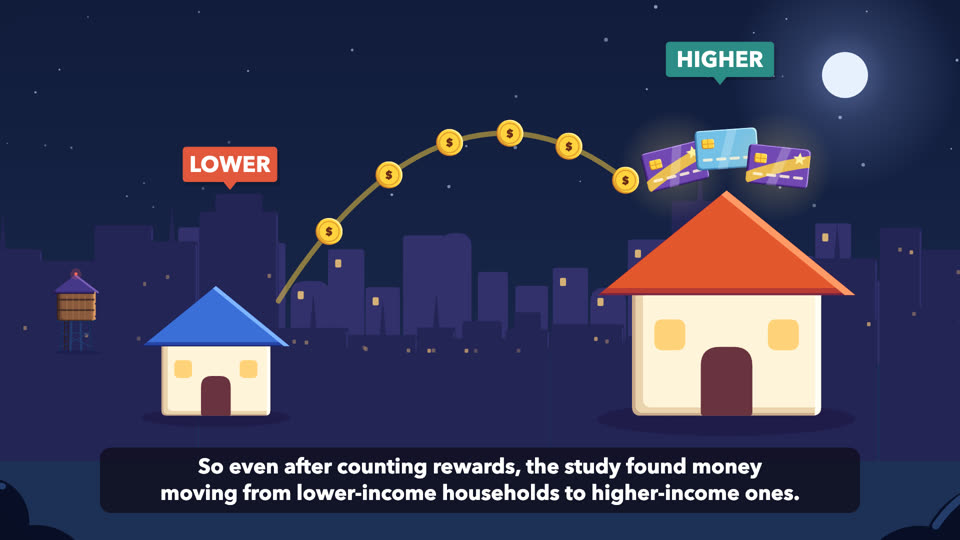 HIGHER
LOWER
$ $ $ $ $ $
So even after counting rewards, the study found money
moving from lower-income households to higher-income ones.